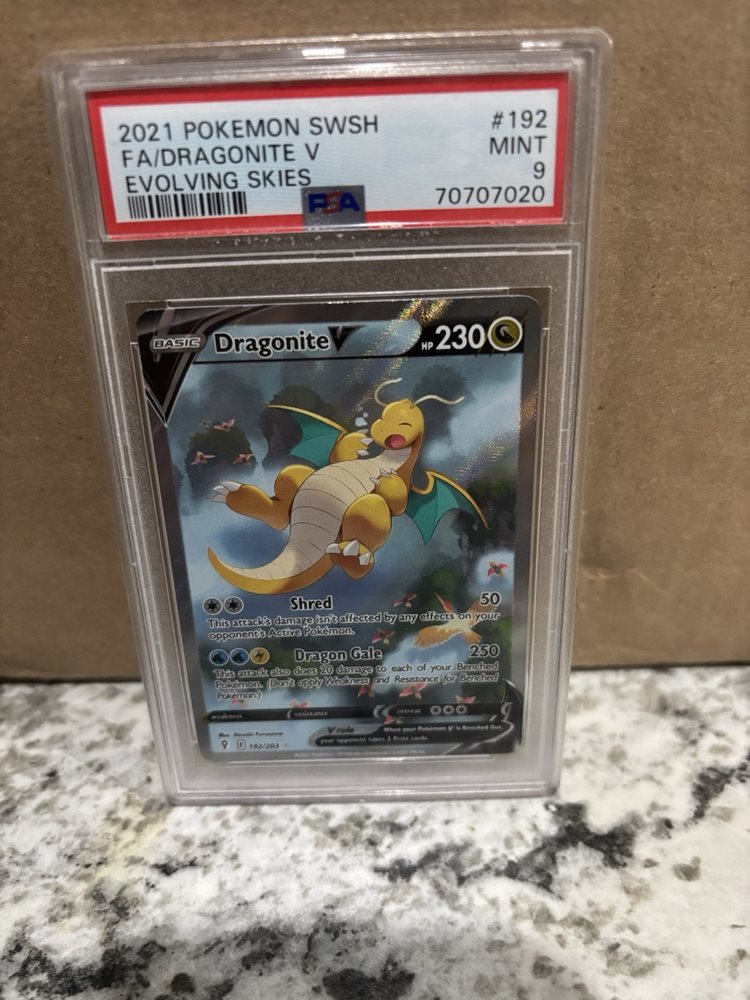 2021 POKEMON SWSH #192
FA/DRAGONITE V MINT
EVOLVING SKIES 9
PSA 70707020
BASIC Dragonite V HP 230
Shred 50
This attack's damage isn't affected by any effects on your
opponent's Active Pokémon.
Dragon Gale 250
This attack also does 20 damage to each of your Benched
Pokémon. (Don't apply Weakness and Resistance for Benched
Pokémon.)
weakness resistance retreat
V rule When your Pokémon V is Knocked Out,
your opponent takes 2 Prize cards.
Illus. Atsushi Furusawa
E 192/203